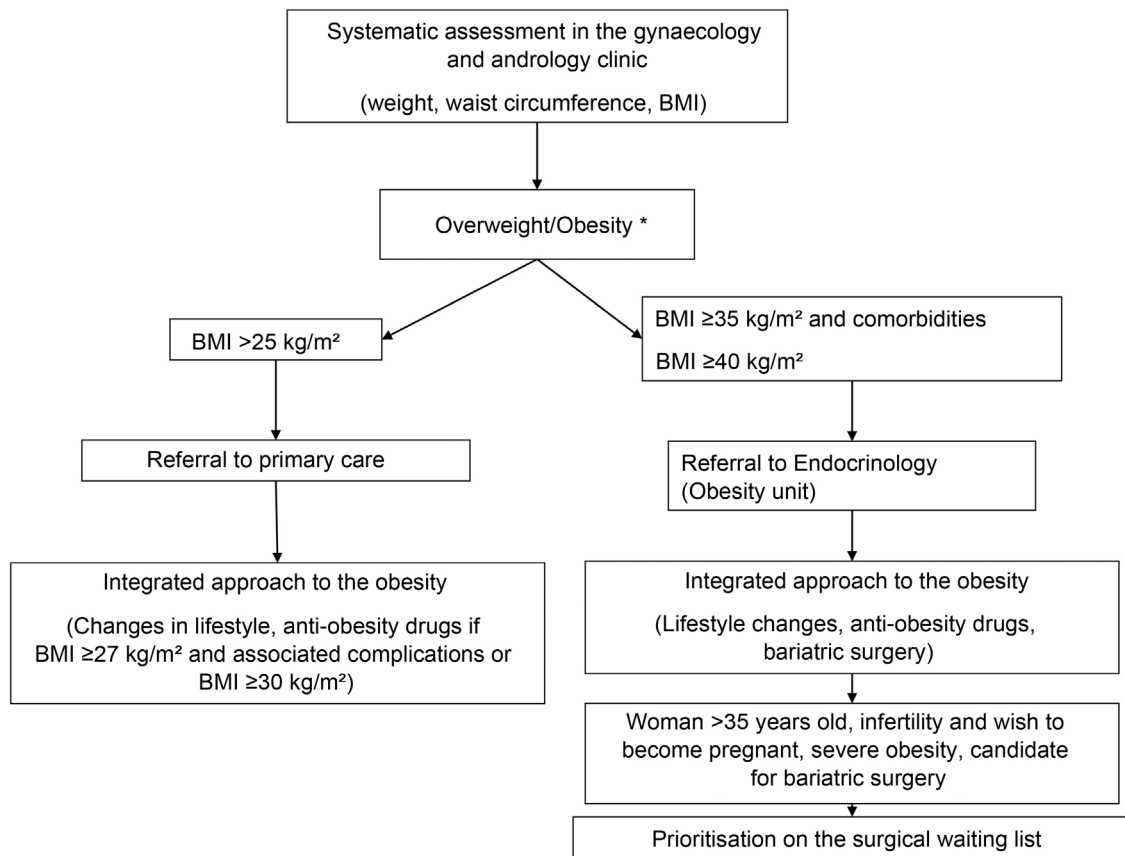 Systematic assessment in the gynaecology
and andrology clinic
(weight, waist circumference, BMI)
Overweight/Obesity *
BMI >25 kg/m²
Referral to primary care
Integrated approach to the obesity
(Changes in lifestyle, anti-obesity drugs if
BMI ≥27 kg/m² and associated complications or
BMI ≥30 kg/m²)
BMI ≥35 kg/m² and comorbidities
BMI ≥40 kg/m²
Referral to Endocrinology
(Obesity unit)
Integrated approach to the obesity
(Lifestyle changes, anti-obesity drugs,
bariatric surgery)
Woman >35 years old, infertility and wish to
become pregnant, severe obesity, candidate
for bariatric surgery
Prioritisation on the surgical waiting list